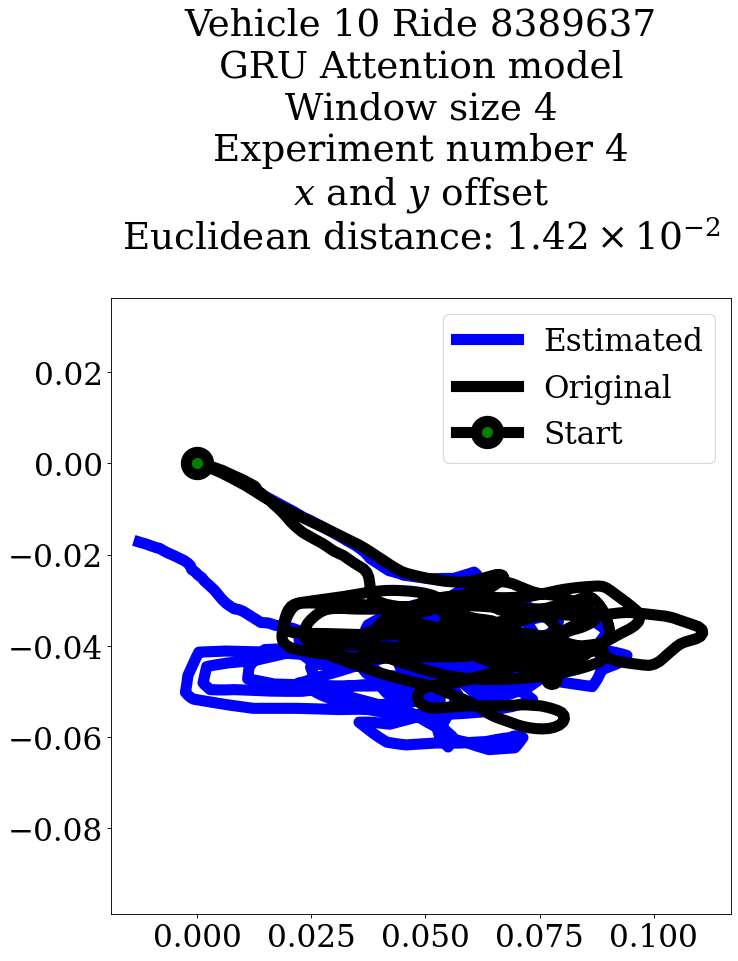 Vehicle 10 Ride 8389637
GRU Attention model
Window size 4
Experiment number 4
x and y offset
Euclidean distance: 1.42 × 10⁻²
Estimated
Original
Start
0.02
0.00
−0.02
−0.04
−0.06
−0.08
0.000 0.025 0.050 0.075 0.100